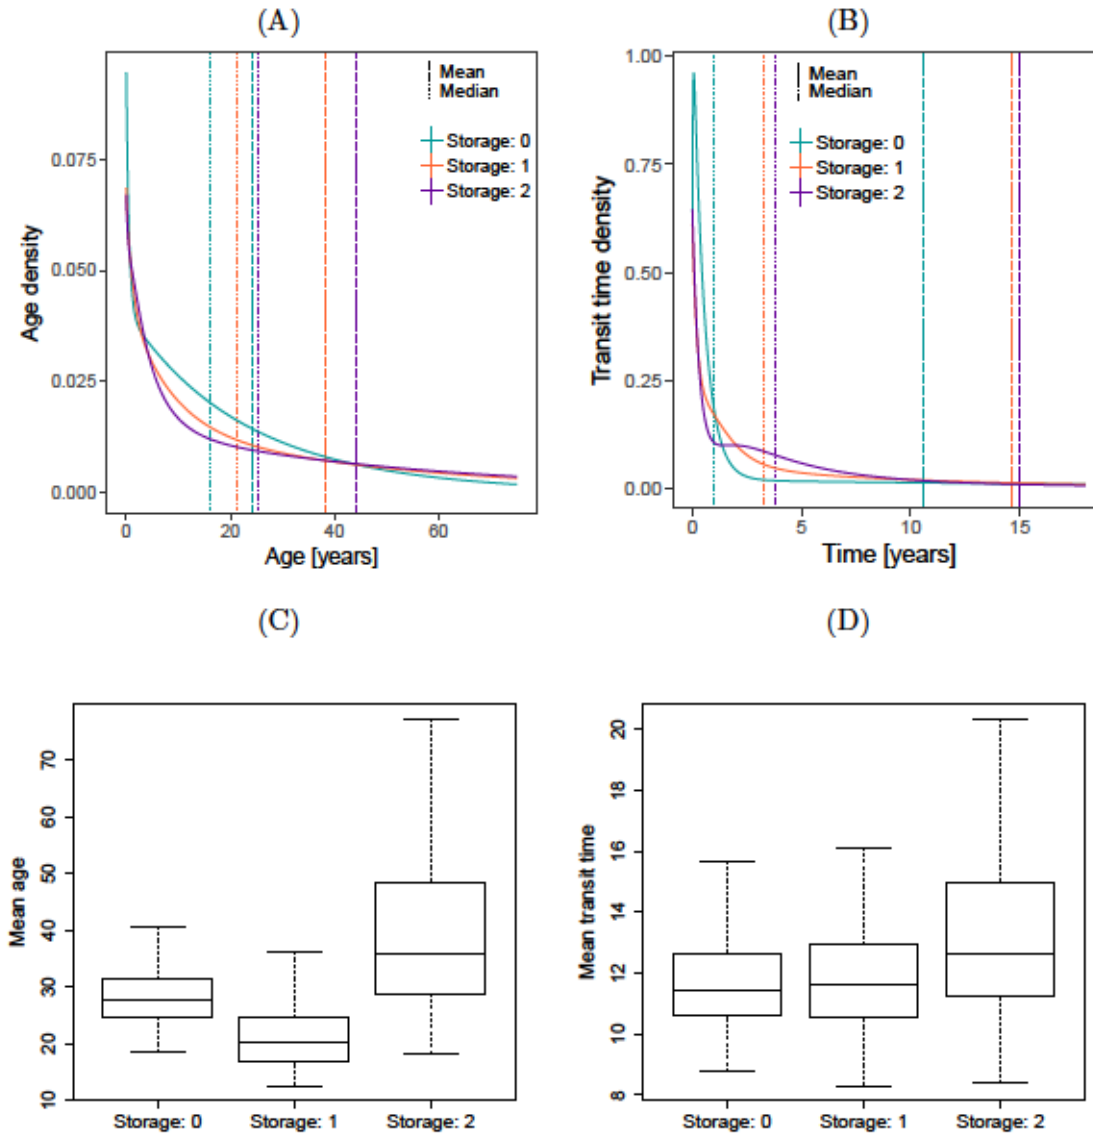 (A)
(B)
Mean
Median
Storage: 0
Storage: 1
Storage: 2
0.075
0.050
0.025
0.000
Age density
0
20
40
60
Age [years]
Mean
Median
Storage: 0
Storage: 1
Storage: 2
1.00
0.75
0.50
0.25
0.00
Transit time density
0
5
10
15
Time [years]
(C)
(D)
70
60
50
40
30
20
10
Mean age
Storage: 0
Storage: 1
Storage: 2
20
18
16
14
12
10
8
Mean transit time
Storage: 0
Storage: 1
Storage: 2